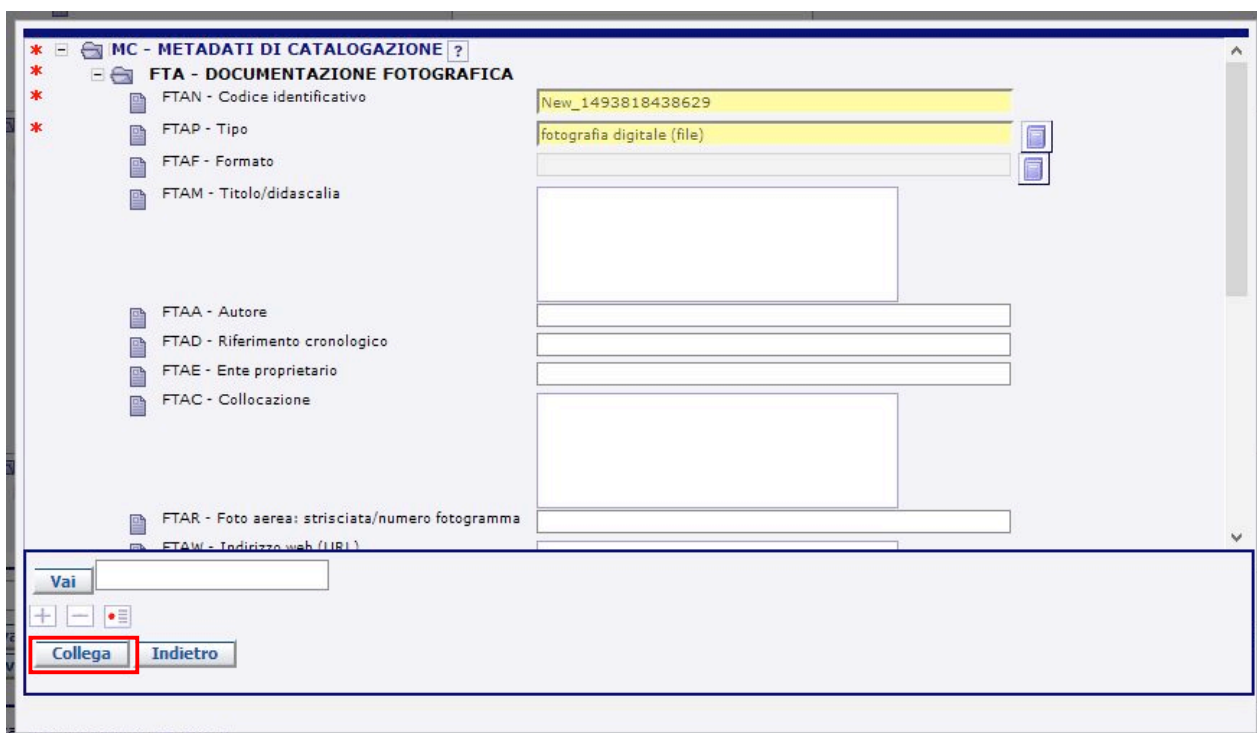 * MC - METADATI DI CATALOGAZIONE ?
* FTA - DOCUMENTAZIONE FOTOGRAFICA
* FTAN - Codice identificativo New_1493818438629
* FTAP - Tipo fotografia digitale (file)
FTAF - Formato
FTAM - Titolo/didascalia
FTAA - Autore
FTAD - Riferimento cronologico
FTAE - Ente proprietario
FTAC - Collocazione
FTAR - Foto aerea: strisciata/numero fotogramma
FTAW - Indirizzo web (URL)
Vai
Collega Indietro